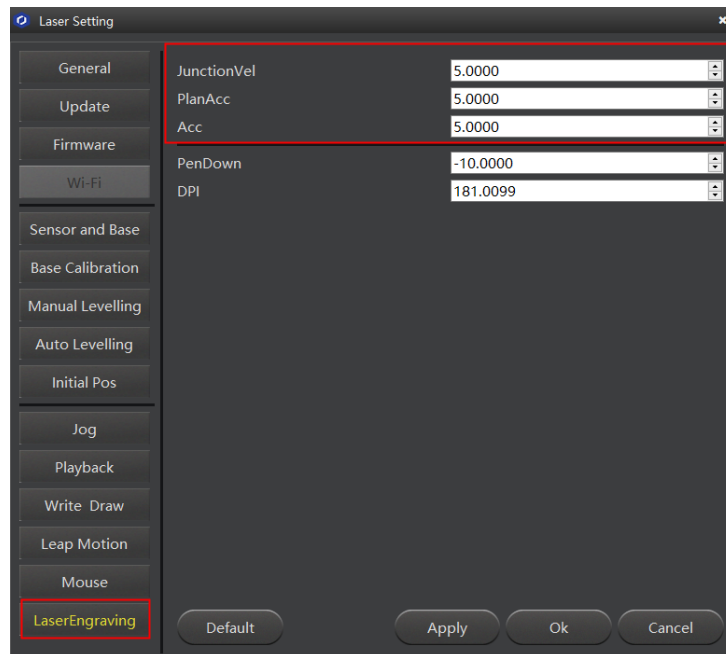 Laser Setting
General
Update
Firmware
Wi-Fi
Sensor and Base
Base Calibration
Manual Levelling
Auto Levelling
Initial Pos
Jog
Playback
Write Draw
Leap Motion
Mouse
LaserEngraving
JunctionVel 5.0000
PlanAcc 5.0000
Acc 5.0000
PenDown -10.0000
DPI 181.0099
Default Apply Ok Cancel